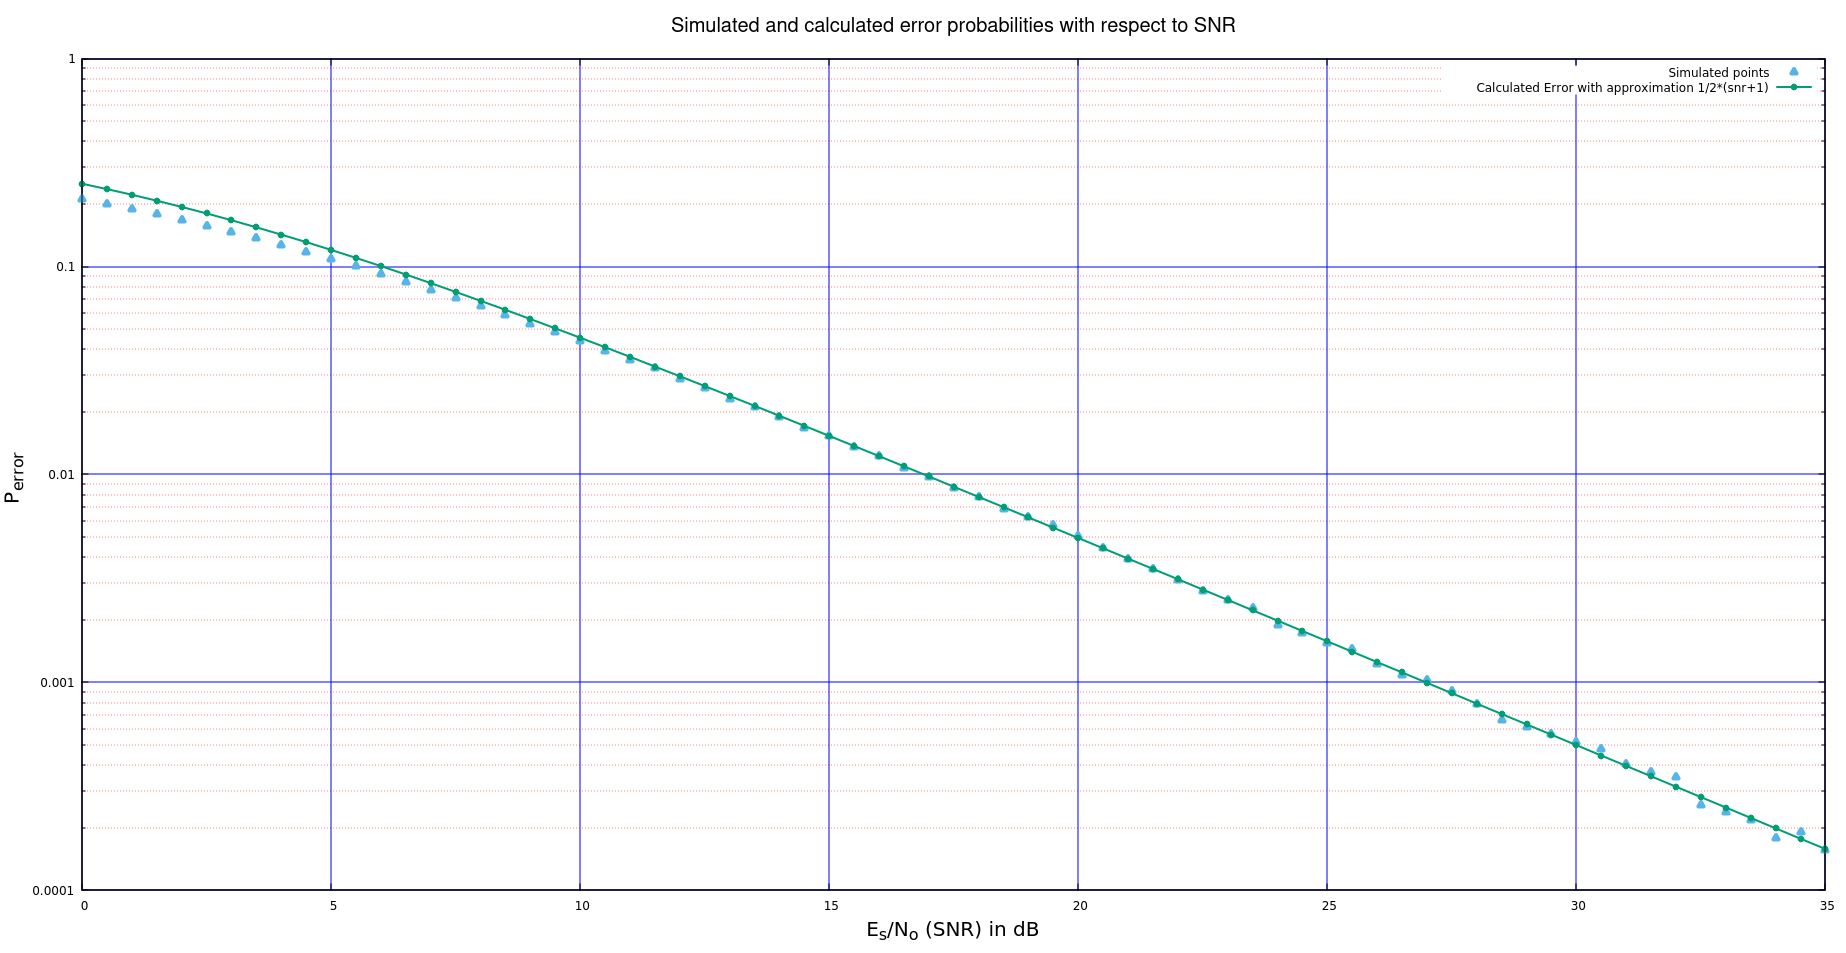 Simulated and calculated error probabilities with respect to SNR
1
Simulated points
Calculated Error with approximation 1/2*(snr+1)
0.1
0.01
Perror
0.001
0.0001
0 5 10 15 20 25 30 35
Es/No (SNR) in dB